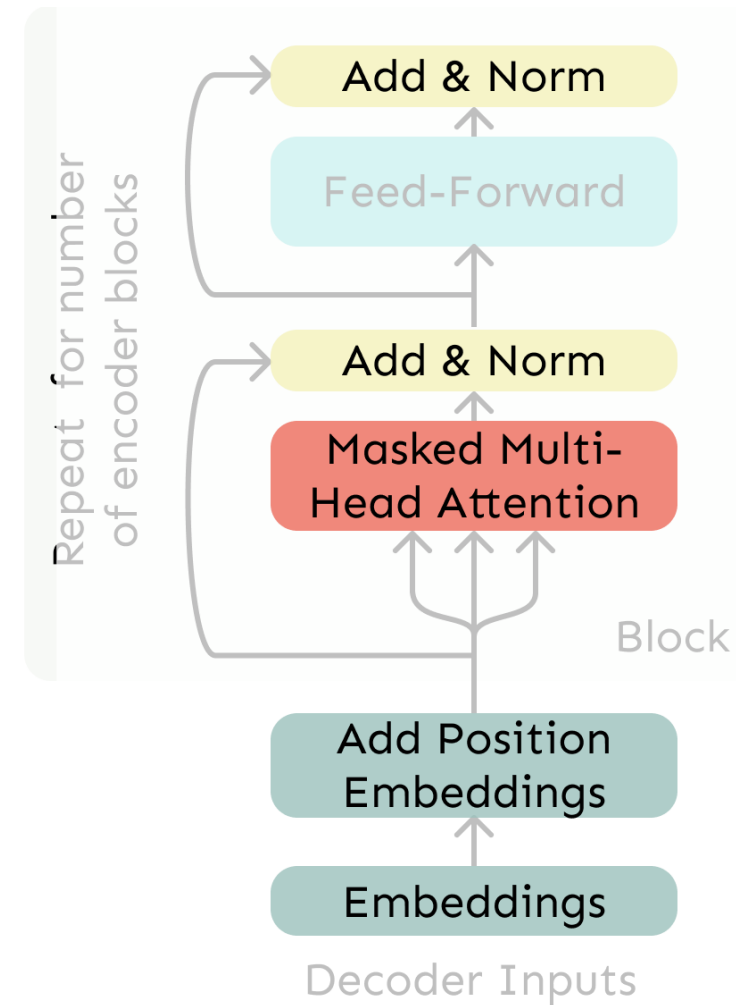 Add & Norm
Feed-Forward
Repeat for number
of encoder blocks
Add & Norm
Masked Multi-
Head Attention
Block
Add Position
Embeddings
Embeddings
Decoder Inputs